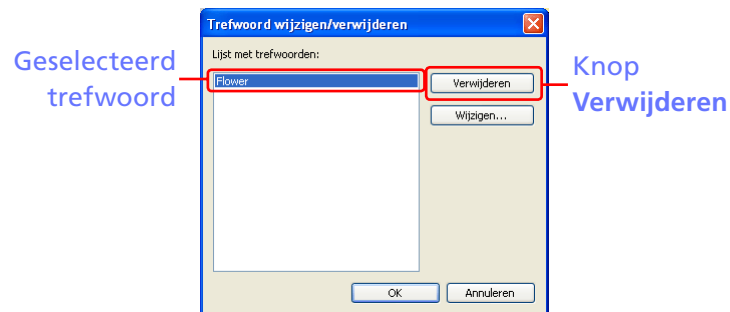 Trefwoord wijzigen/verwijderen
Lijst met trefwoorden:
Geselecteerd
trefwoord
Flower
Verwijderen
Wijzigen...
Knop
Verwijderen
OK
Annuleren